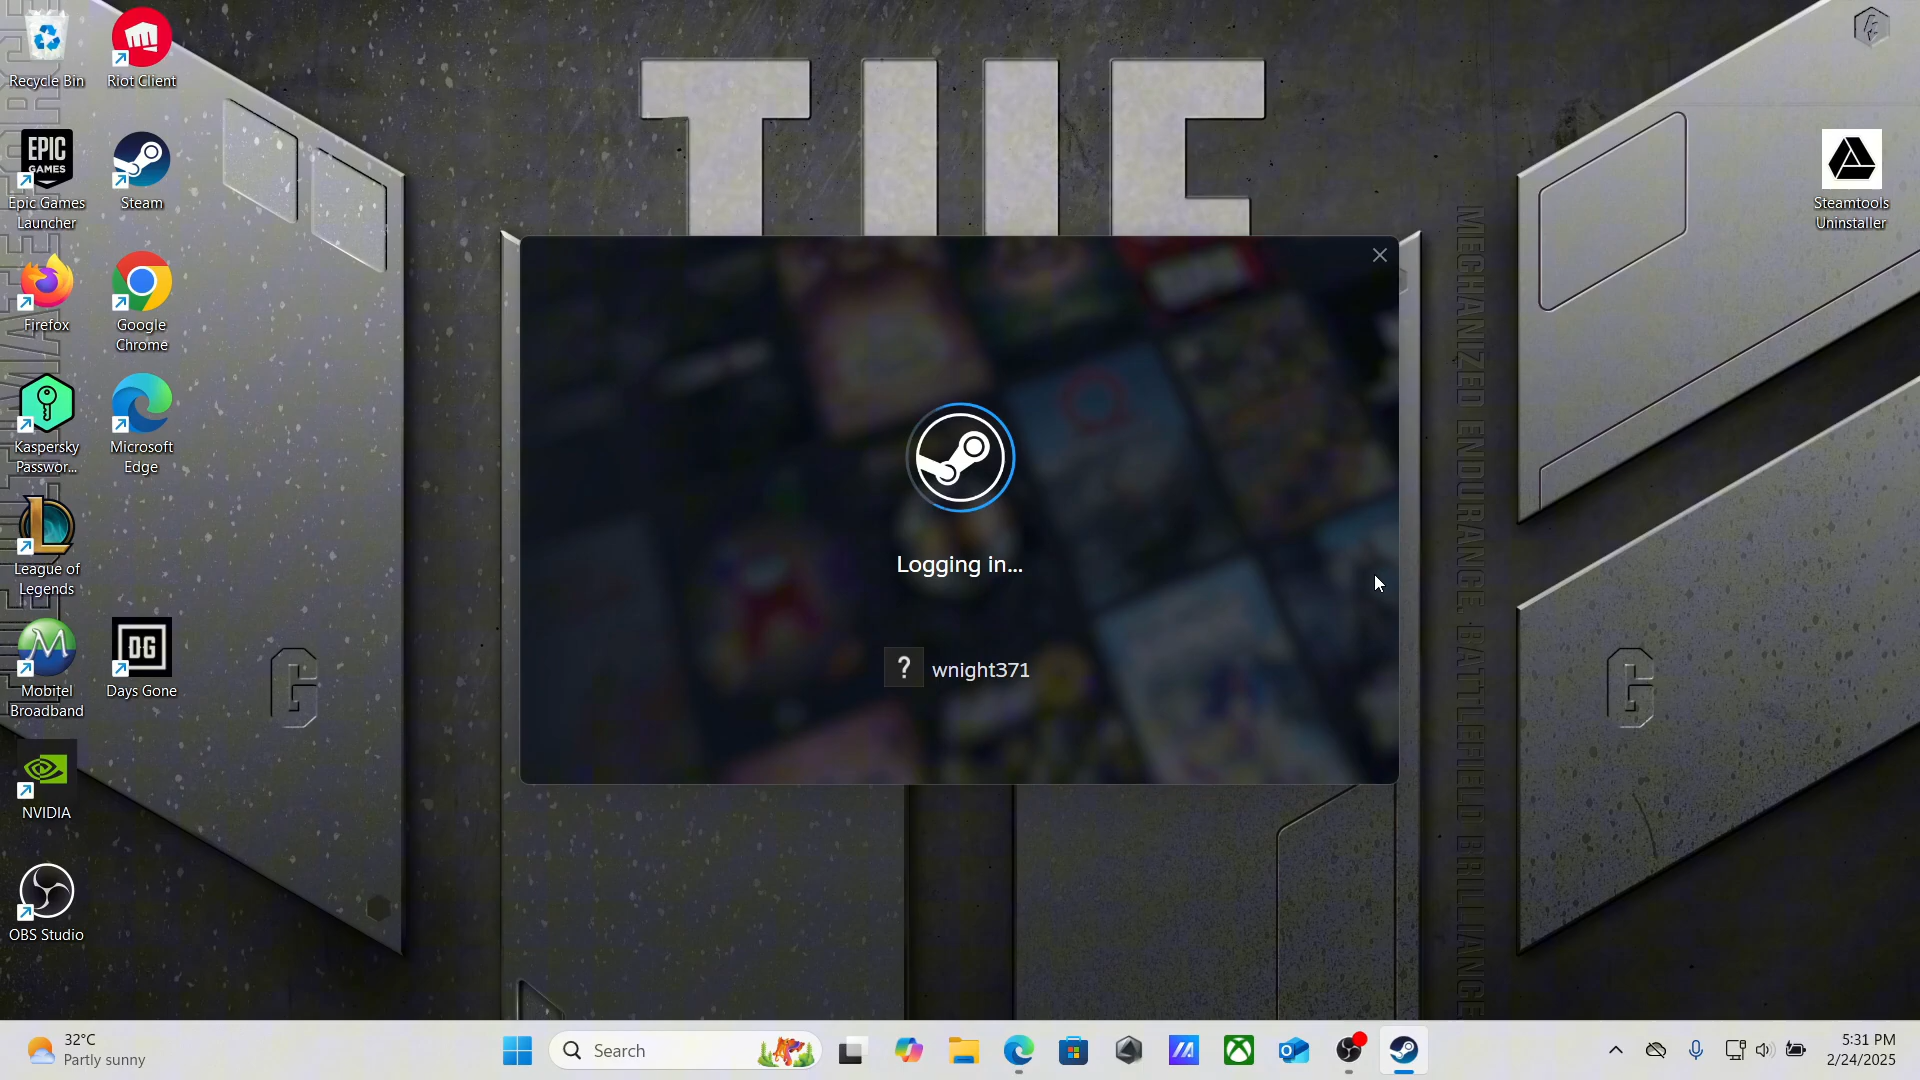 Recycle Bin
Riot Client
EPIC
GAMES
Epic Games
Launcher
Steam
Firefox
Google
Chrome
Kaspersky
Passwor...
Microsoft
Edge
League of
Legends
Mobitel
Broadband
DG
Days Gone
NVIDIA
OBS Studio
Steamtools
Uninstaller
TUF
MECHANIZED ENDURANCE. BATTLEFIELD BRILLIANCE
Logging in...
? wnight371
32°C
Partly sunny
Search
5:31 PM
2/24/2025